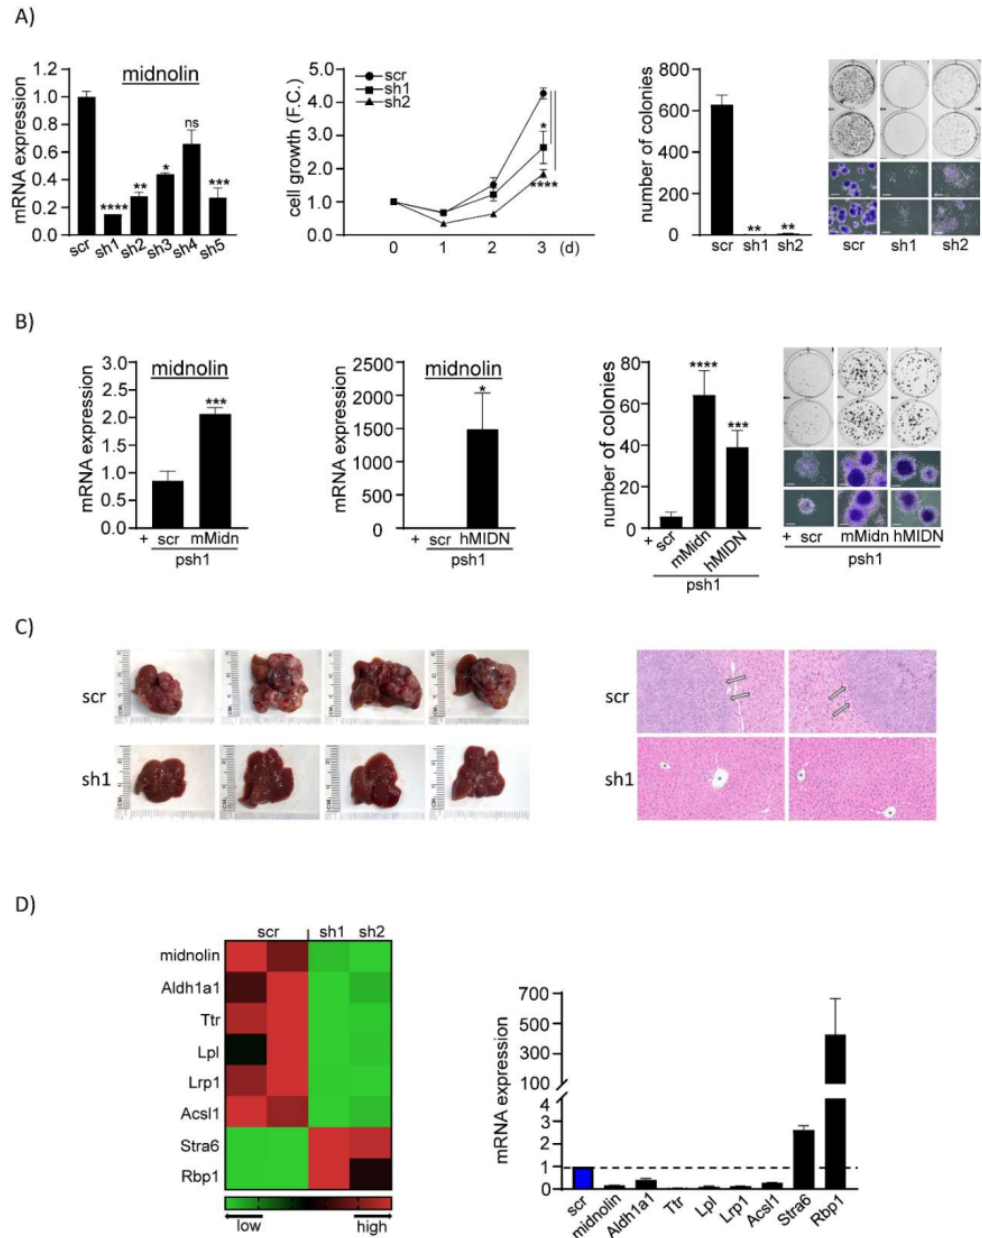 A)
midnolin
mRNA expression
1.2
1.0
0.8
0.6
0.4
0.2
0.0
****
**
*
ns
***
scr
sh1
sh2
sh3
sh4
sh5
cell growth (F.C.)
5.0
4.0
3.0
2.0
1.0
0.0
scr
sh1
sh2
*
****
0 1 2 3 (d)
number of colonies
800
600
400
200
0
** **
scr sh1 sh2
scr sh1 sh2
B)
midnolin
mRNA expression
3.0
2.5
2.0
1.5
1.0
0.5
0.0
***
+ scr mMidn
psh1
midnolin
mRNA expression
2500
2000
1500
1000
500
0
*
+ scr hMIDN
psh1
number of colonies
80
60
40
20
0
****
***
+ scr
mMidn
hMIDN
psh1
+ scr mMidn hMIDN
psh1
C)
scr
sh1
D)
scr sh1 sh2
midnolin
Aldh1a1
Ttr
Lpl
Lrp1
Acsl1
Stra6
Rbp1
low high
mRNA expression
700
500
300
100
4
3
2
1
0
scr
midnolin
Aldh1a1
Ttr
Lpl
Lrp1
Acsl1
Stra6
Rbp1